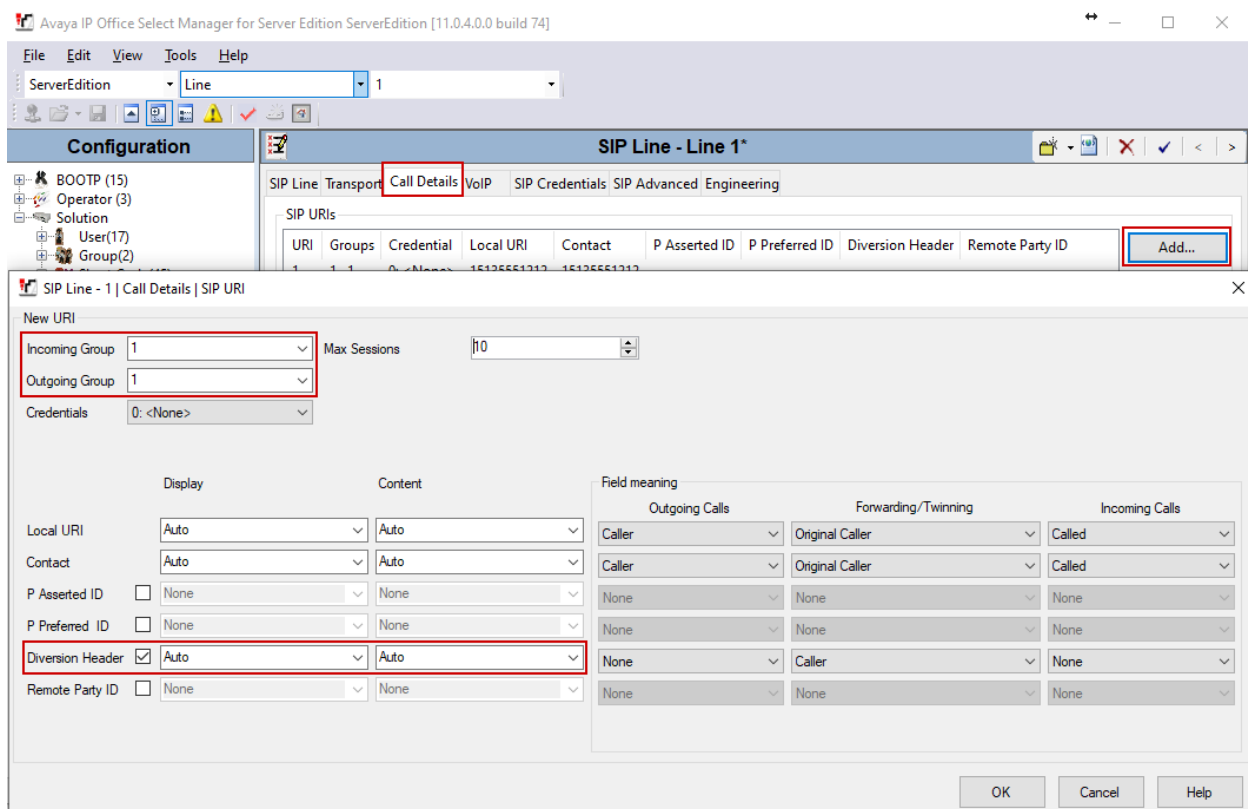 Avaya IP Office Select Manager for Server Edition ServerEdition [11.0.4.0.0 build 74]
File Edit View Tools Help
ServerEdition Line 1
Configuration SIP Line - Line 1*
BOOTP (15)
Operator (3)
Solution
User(17)
Group(2)
SIP Line Transport Call Details VoIP SIP Credentials SIP Advanced Engineering
SIP URIs
URI Groups Credential Local URI Contact P Asserted ID P Preferred ID Diversion Header Remote Party ID
Add...
1 1 1 0: <None> 15135551212 15135551212
SIP Line - 1 | Call Details | SIP URI
New URI
Incoming Group 1 Max Sessions 10
Outgoing Group 1
Credentials 0: <None>
Display Content Field meaning
Outgoing Calls Forwarding/Twinning Incoming Calls
Local URI Auto Auto Caller Original Caller Called
Contact Auto Auto Caller Original Caller Called
P Asserted ID None None None None None
P Preferred ID None None None None None
Diversion Header Auto Auto None Caller None
Remote Party ID None None None None None
OK Cancel Help